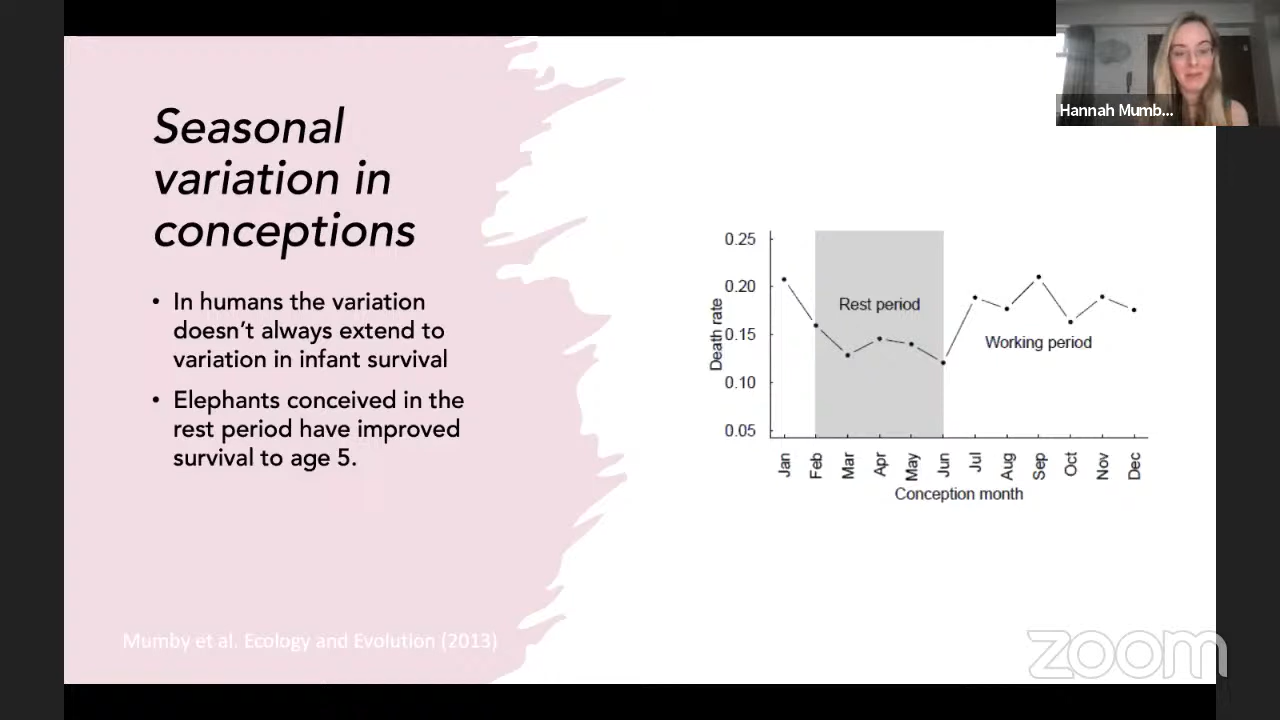 Hannah Mumb...
Seasonal
variation in
conceptions
• In humans the variation
doesn't always extend to
variation in infant survival
• Elephants conceived in the
rest period have improved
survival to age 5.
Mumby et al. Ecology and Evolution (2013)
0.25
0.20
0.15
0.10
0.05
Death rate
Rest period
Working period
Jan
Feb
Mar
Apr
May
Jun
Jul
Aug
Sep
Oct
Nov
Dec
Conception month
zoom